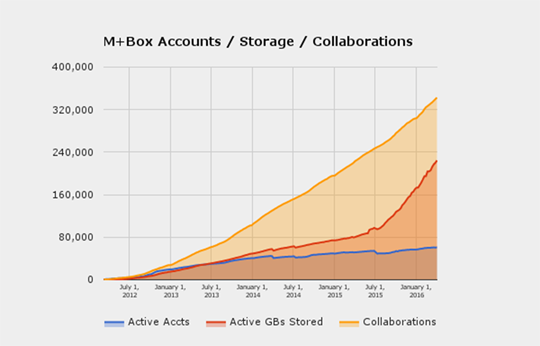 M+Box Accounts / Storage / Collaborations
400,000
320,000
240,000
160,000
80,000
0
July 1, January 1, July 1, January 1, July 1, January 1, July 1, January 1,
2012 2013 2013 2014 2014 2015 2015 2016
Active Accts Active GBs Stored Collaborations